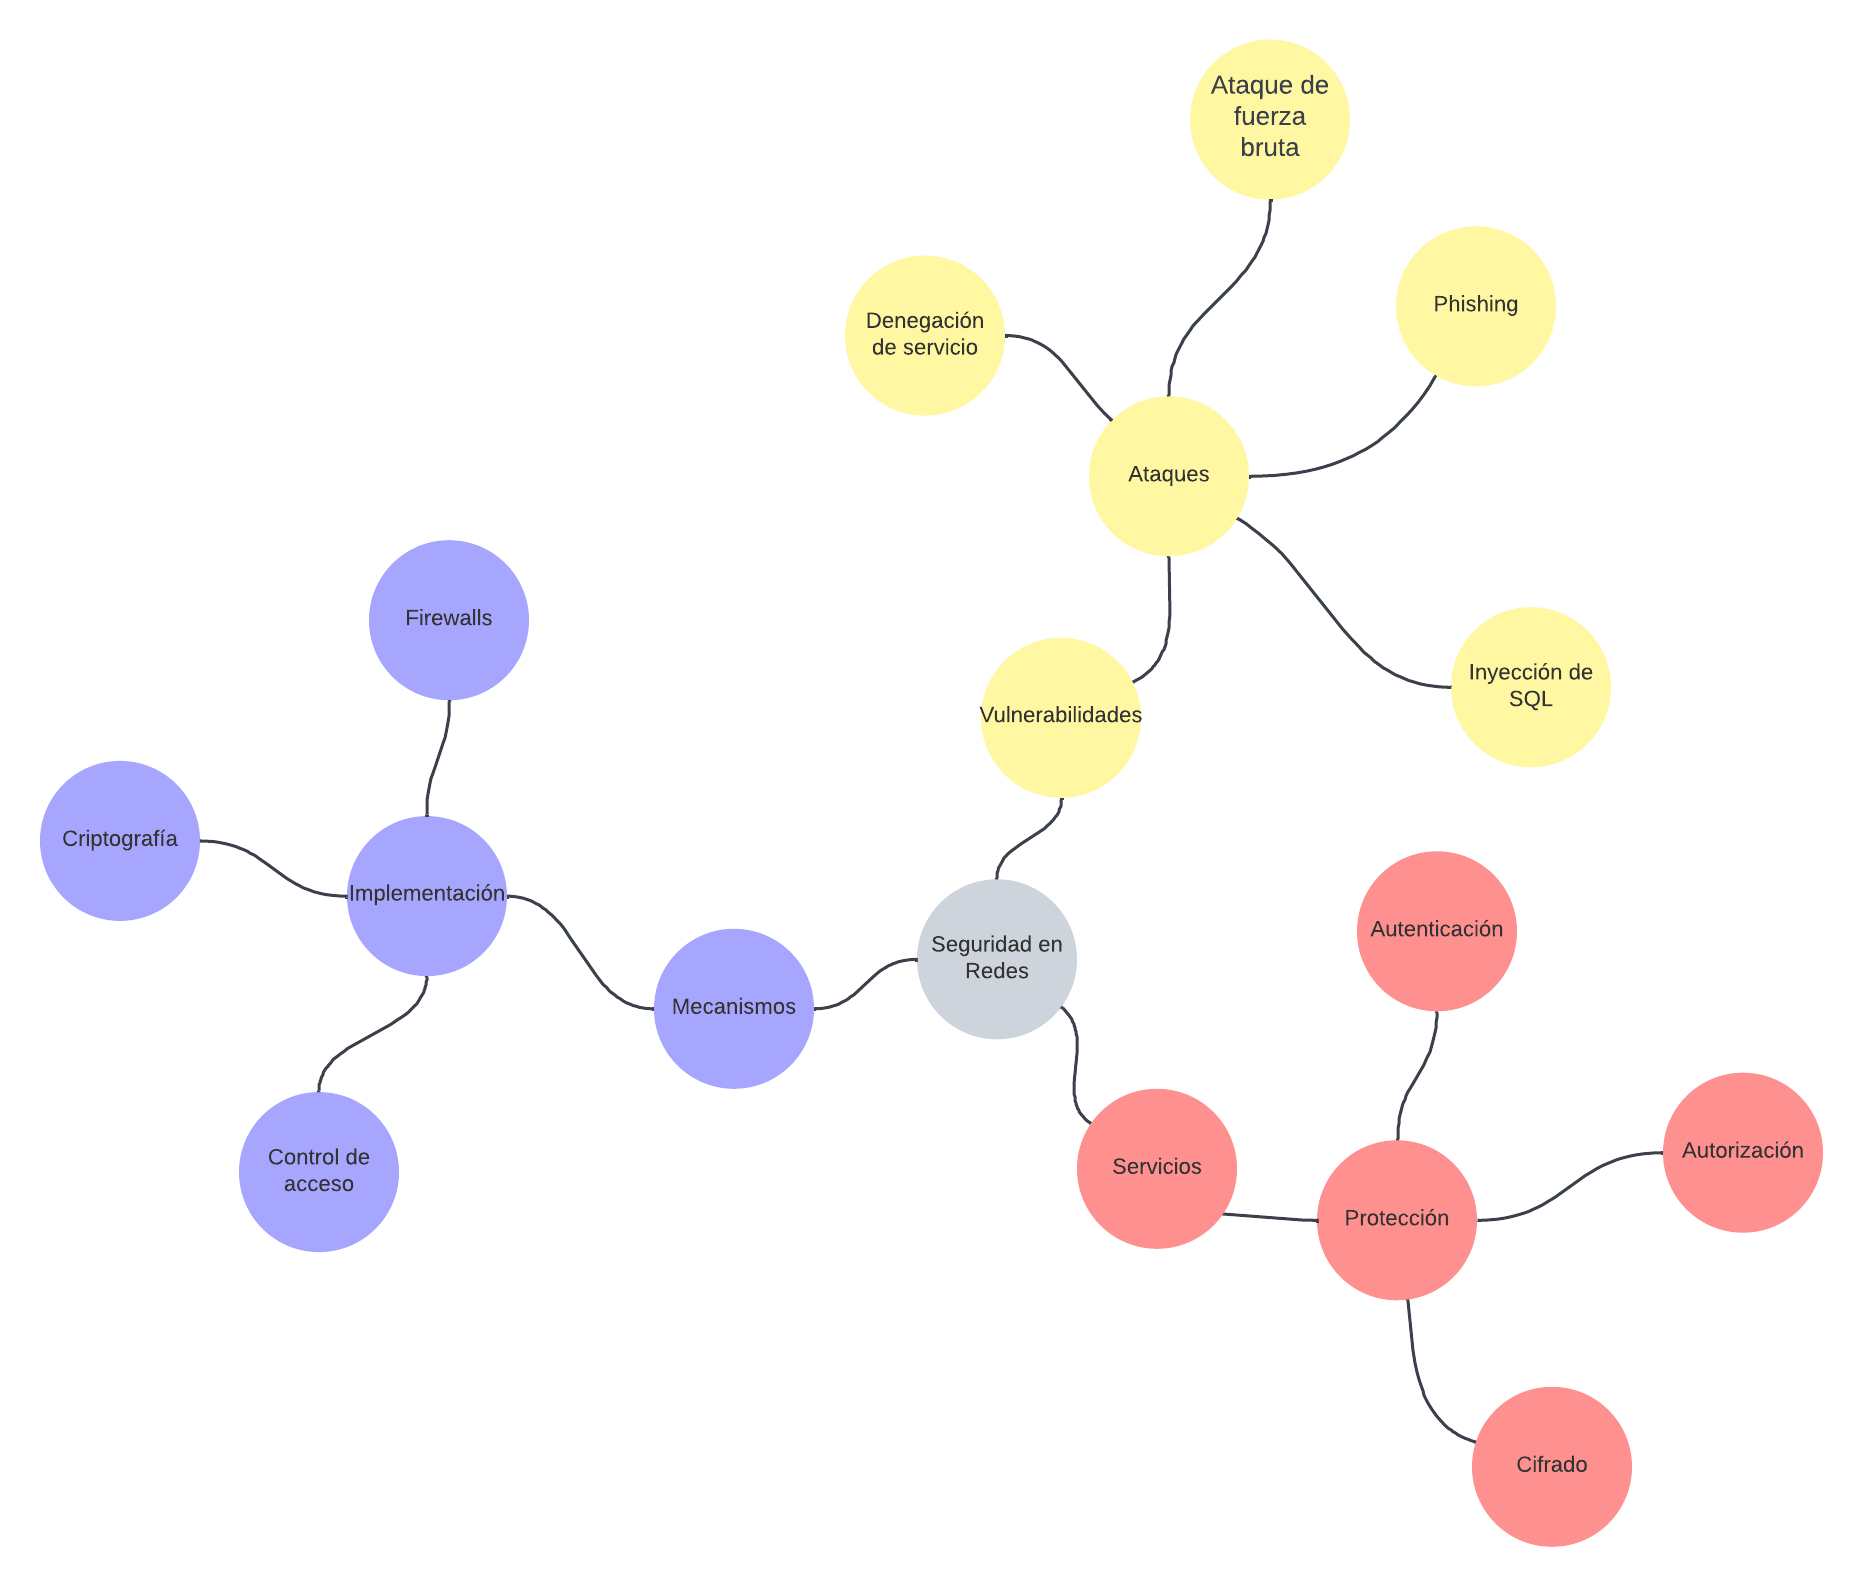 Ataque de
fuerza
bruta
Phishing
Denegación
de servicio
Ataques
Firewalls
Inyección de
SQL
Vulnerabilidades
Criptografía
Implementación
Autenticación
Seguridad en
Redes
Mecanismos
Autorización
Control de
acceso
Servicios
Protección
Cifrado